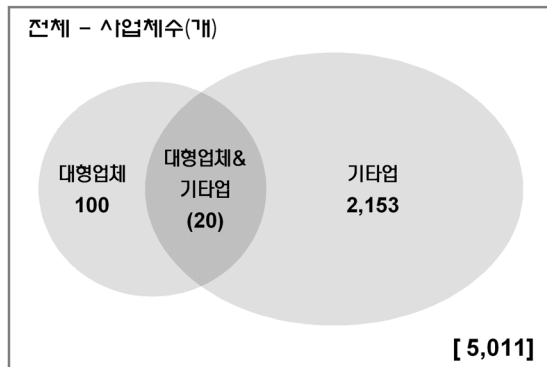 전체 - 사업체수(개)
대형업체
100
대형업체&
기타업
(20)
기타업
2,153
[ 5,011]